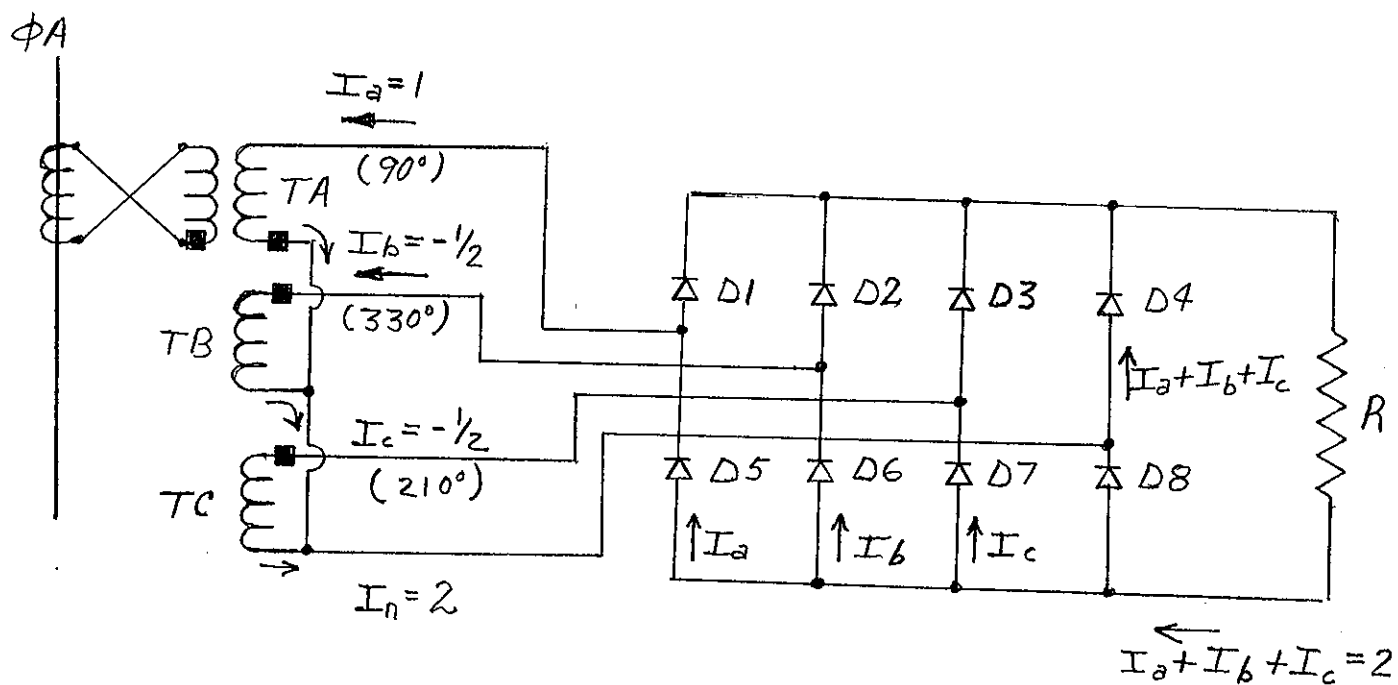 ϕA
Ia=1
(90°)
TA
Ib=-1/2
(330°)
TB
Ic=-1/2
(210°)
TC
In=2
D1
D2
D3
D4
Ia+Ib+Ic
R
D5
D6
D7
D8
Ia
Ib
Ic
Ia+Ib+Ic=2